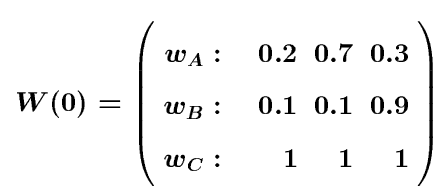 w_A : 0.2 0.7 0.3
W(0) = w_B : 0.1 0.1 0.9
w_C : 1 1 1